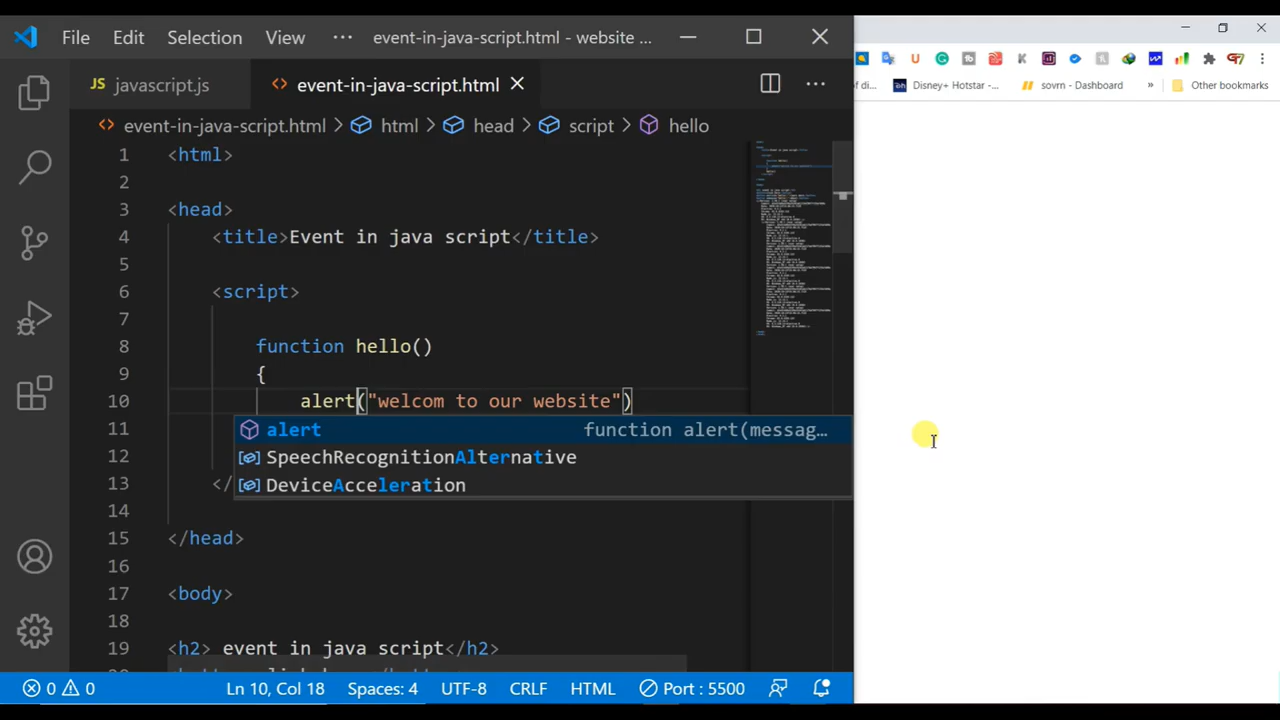 File Edit Selection View ··· event-in-java-script.html - website ...
JS javascript.js <> event-in-java-script.html
<> event-in-java-script.html > html > head > script > hello
1 <html>
2
3 <head>
4 <title>Event in java script</title>
5
6 <script>
7
8 function hello()
9 {
10 alert("welcom to our website")
11 alert function alert(messag…
12 SpeechRecognitionAlternative
13 </ DeviceAcceleration
14
15 </head>
16
17 <body>
18
19 <h2> event in java script</h2>
0 0 Ln 10, Col 18 Spaces: 4 UTF-8 CRLF HTML Port : 5500
of di... Disney+ Hotstar -... sovrn - Dashboard » Other bookmarks